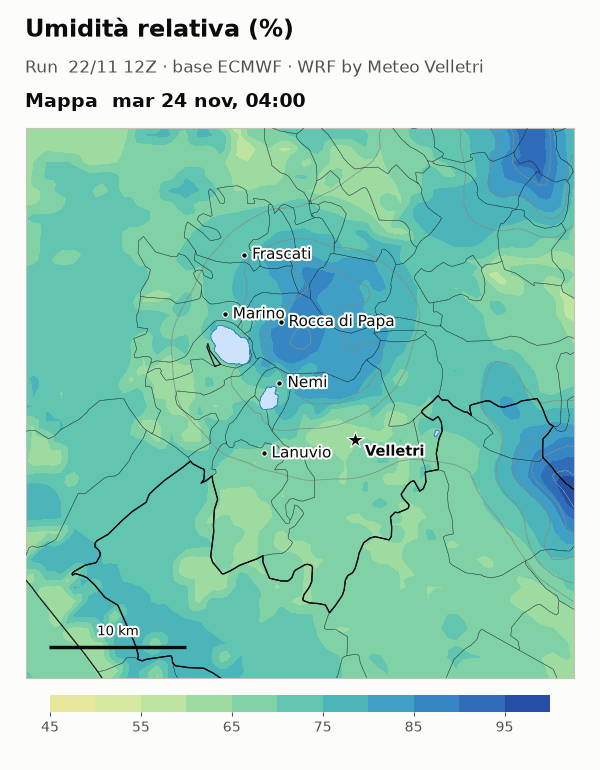 Umidità relativa (%)
Run  22/11 12Z · base ECMWF · WRF by Meteo Velletri
Mappa  mar 24 nov, 04:00
Frascati
Marino
Rocca di Papa
Nemi
Velletri
Lanuvio
10 km
45 55 65 75 85 95